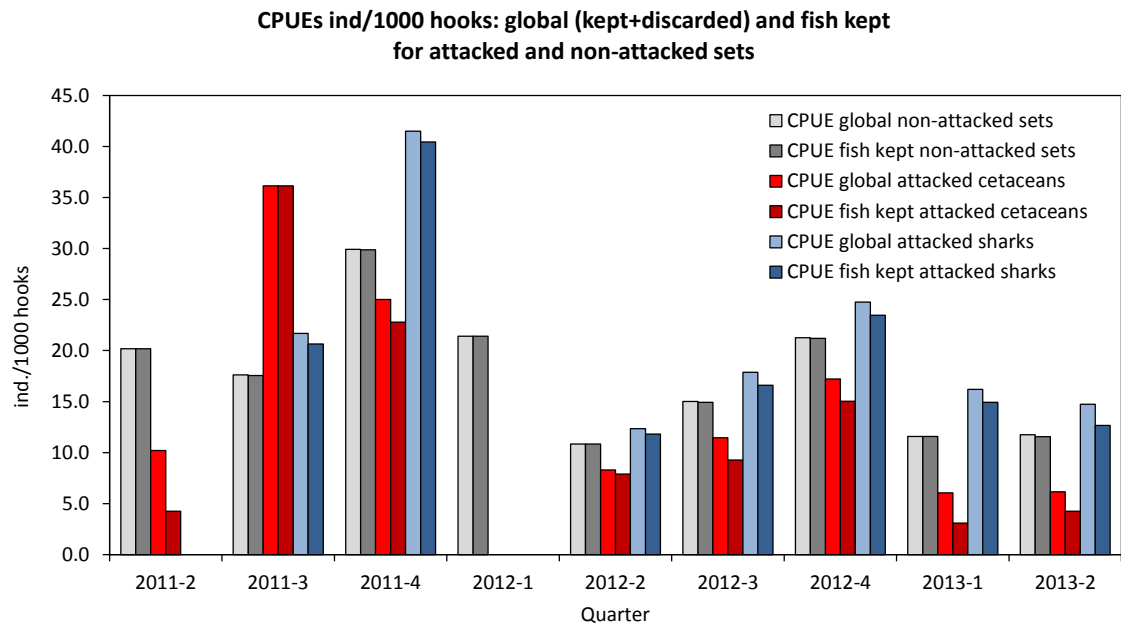 CPUEs ind/1000 hooks: global (kept+discarded) and fish kept
for attacked and non-attacked sets
45.0
40.0
35.0
30.0
25.0
20.0
15.0
10.0
5.0
0.0
ind./1000 hooks
CPUE global non-attacked sets
CPUE fish kept non-attacked sets
CPUE global attacked cetaceans
CPUE fish kept attacked cetaceans
CPUE global attacked sharks
CPUE fish kept attacked sharks
2011-2 2011-3 2011-4 2012-1 2012-2 2012-3 2012-4 2013-1 2013-2
Quarter